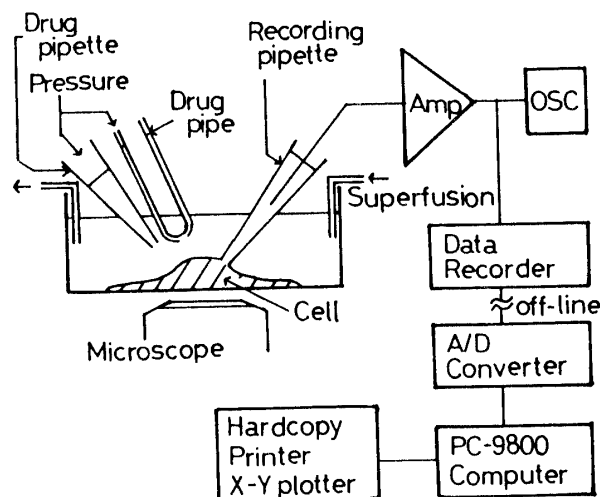 Drug
pipette
Pressure
Drug
pipe
Recording
pipette
Amp
OSC
Superfusion
Data
Recorder
off-line
Cell
Microscope
A/D
Converter
Hardcopy
Printer
X-Y plotter
PC-9800
Computer